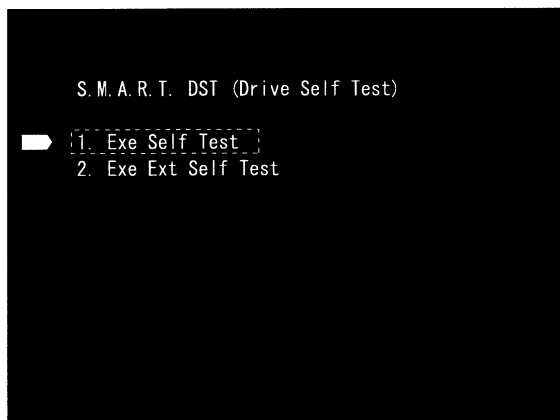 S.M.A.R.T. DST (Drive Self Test)
1. Exe Self Test
2. Exe Ext Self Test